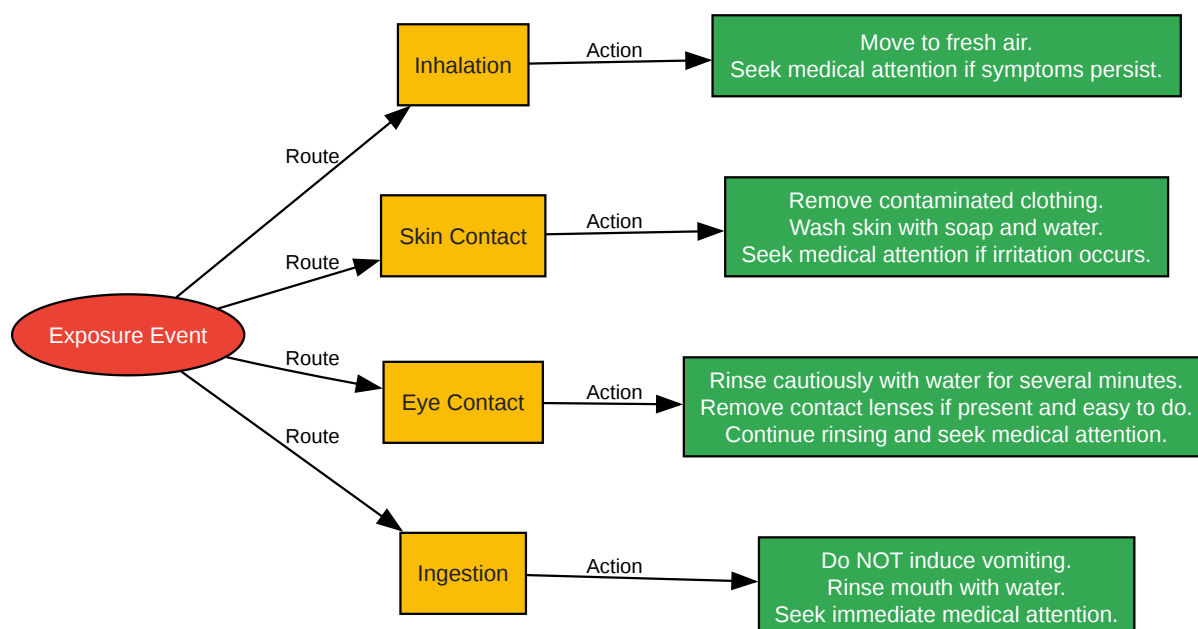 Exposure Event
Route
Inhalation
Action
Move to fresh air.
Seek medical attention if symptoms persist.
Route
Skin Contact
Action
Remove contaminated clothing.
Wash skin with soap and water.
Seek medical attention if irritation occurs.
Route
Eye Contact
Action
Rinse cautiously with water for several minutes.
Remove contact lenses if present and easy to do.
Continue rinsing and seek medical attention.
Route
Ingestion
Action
Do NOT induce vomiting.
Rinse mouth with water.
Seek immediate medical attention.